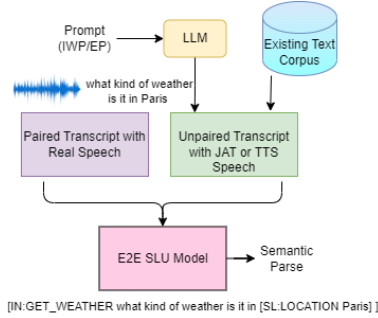 Prompt
(IWP/EP)
LLM
Existing Text
Corpus
what kind of weather
is it in Paris
Paired Transcript with
Real Speech
Unpaired Transcript
with JAT or TTS
Speech
E2E SLU Model
Semantic
Parse
[IN:GET_WEATHER what kind of weather is it in [SL:LOCATION Paris] ]